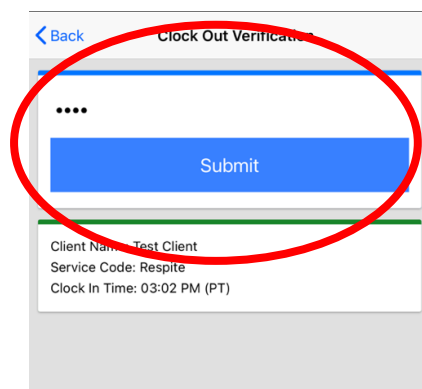 Back
Clock Out Verification
••••
Submit
Client Name: Test Client
Service Code: Respite
Clock In Time: 03:02 PM (PT)